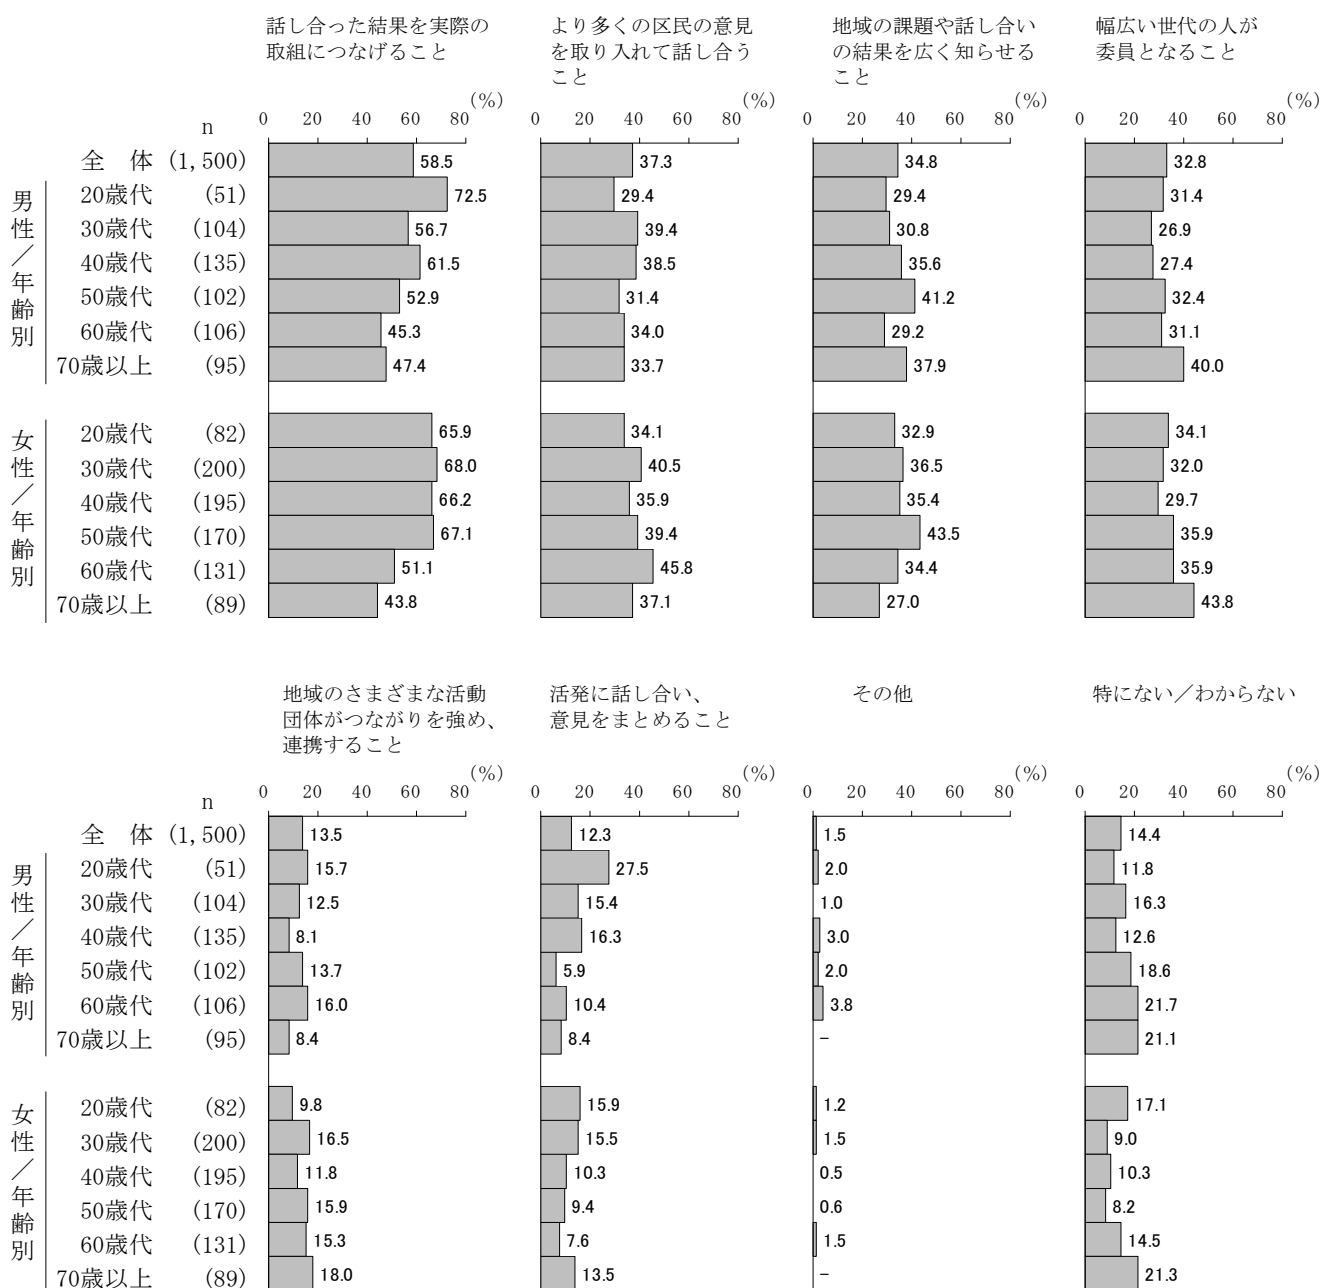 話し合った結果を実際の
取組につなげること
より多くの区民の意見
を取り入れて話し合う
こと
地域の課題や話し合い
の結果を広く知らせる
こと
幅広い世代の人が
委員となること
(%) (%) (%) (%)
n 0 20 40 60 80 0 20 40 60 80 0 20 40 60 80 0 20 40 60 80
全 体 (1,500) 58.5 37.3 34.8 32.8
男性／年齢別
20歳代 (51) 72.5 29.4 29.4 31.4
30歳代 (104) 56.7 39.4 30.8 26.9
40歳代 (135) 61.5 38.5 35.6 27.4
50歳代 (102) 52.9 31.4 41.2 32.4
60歳代 (106) 45.3 34.0 29.2 31.1
70歳以上 (95) 47.4 33.7 37.9 40.0
女性／年齢別
20歳代 (82) 65.9 34.1 32.9 34.1
30歳代 (200) 68.0 40.5 36.5 32.0
40歳代 (195) 66.2 35.9 35.4 29.7
50歳代 (170) 67.1 39.4 43.5 35.9
60歳代 (131) 51.1 45.8 34.4 35.9
70歳以上 (89) 43.8 37.1 27.0 43.8
地域のさまざまな活動
団体がつながりを強め、
連携すること
活発に話し合い、
意見をまとめること
その他
特にない／わからない
(%) (%) (%) (%)
n 0 20 40 60 80 0 20 40 60 80 0 20 40 60 80 0 20 40 60 80
全 体 (1,500) 13.5 12.3 1.5 14.4
男性／年齢別
20歳代 (51) 15.7 27.5 2.0 11.8
30歳代 (104) 12.5 15.4 1.0 16.3
40歳代 (135) 8.1 16.3 3.0 12.6
50歳代 (102) 13.7 5.9 2.0 18.6
60歳代 (106) 16.0 10.4 3.8 21.7
70歳以上 (95) 8.4 8.4 - 21.1
女性／年齢別
20歳代 (82) 9.8 15.9 1.2 17.1
30歳代 (200) 16.5 15.5 1.5 9.0
40歳代 (195) 11.8 10.3 0.5 10.3
50歳代 (170) 15.9 9.4 0.6 8.2
60歳代 (131) 15.3 7.6 1.5 14.5
70歳以上 (89) 18.0 13.5 - 21.3